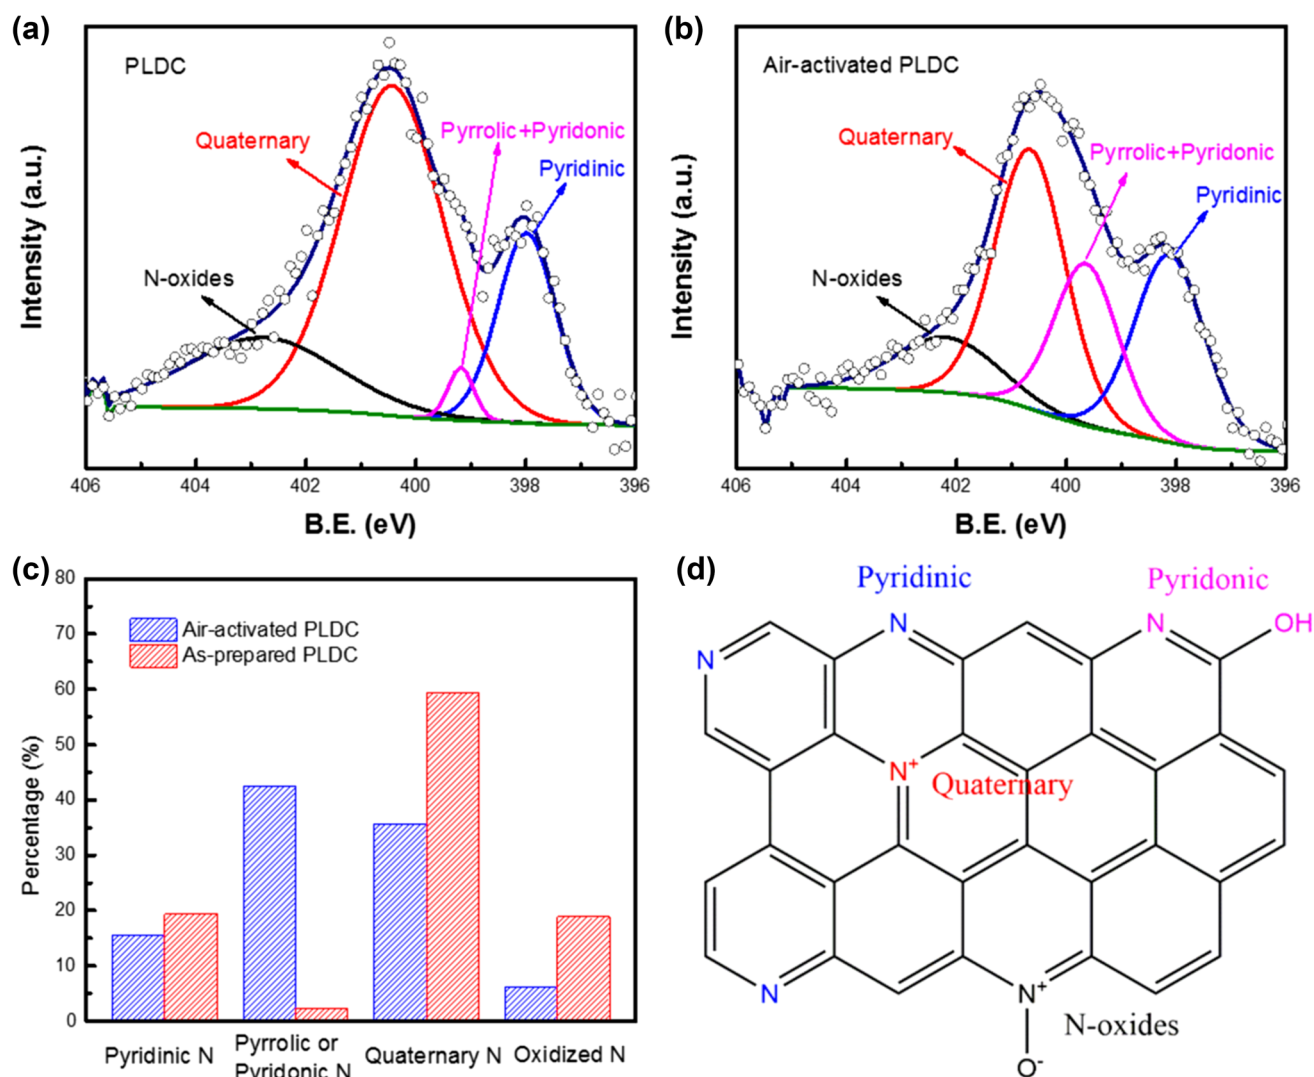 (a)
PLDC
Quaternary
Pyrrolic+Pyridonic
Pyridinic
N-oxides
Intensity (a.u.)
406
404
402
400
398
396
B.E. (eV)
(b)
Air-activated PLDC
Quaternary
Pyrrolic+Pyridonic
Pyridinic
N-oxides
Intensity (a.u.)
406
404
402
400
398
396
B.E. (eV)
(c)
80
70
60
50
40
30
20
10
0
Percentage (%)
Air-activated PLDC
As-prepared PLDC
Pyridinic N
Pyrrolic or
Pyridonic N
Quaternary N
Oxidized N
(d)
Pyridinic
Pyridonic
N
N
OH
N
N⁺
Quaternary
N
N⁺
N-oxides
O⁻